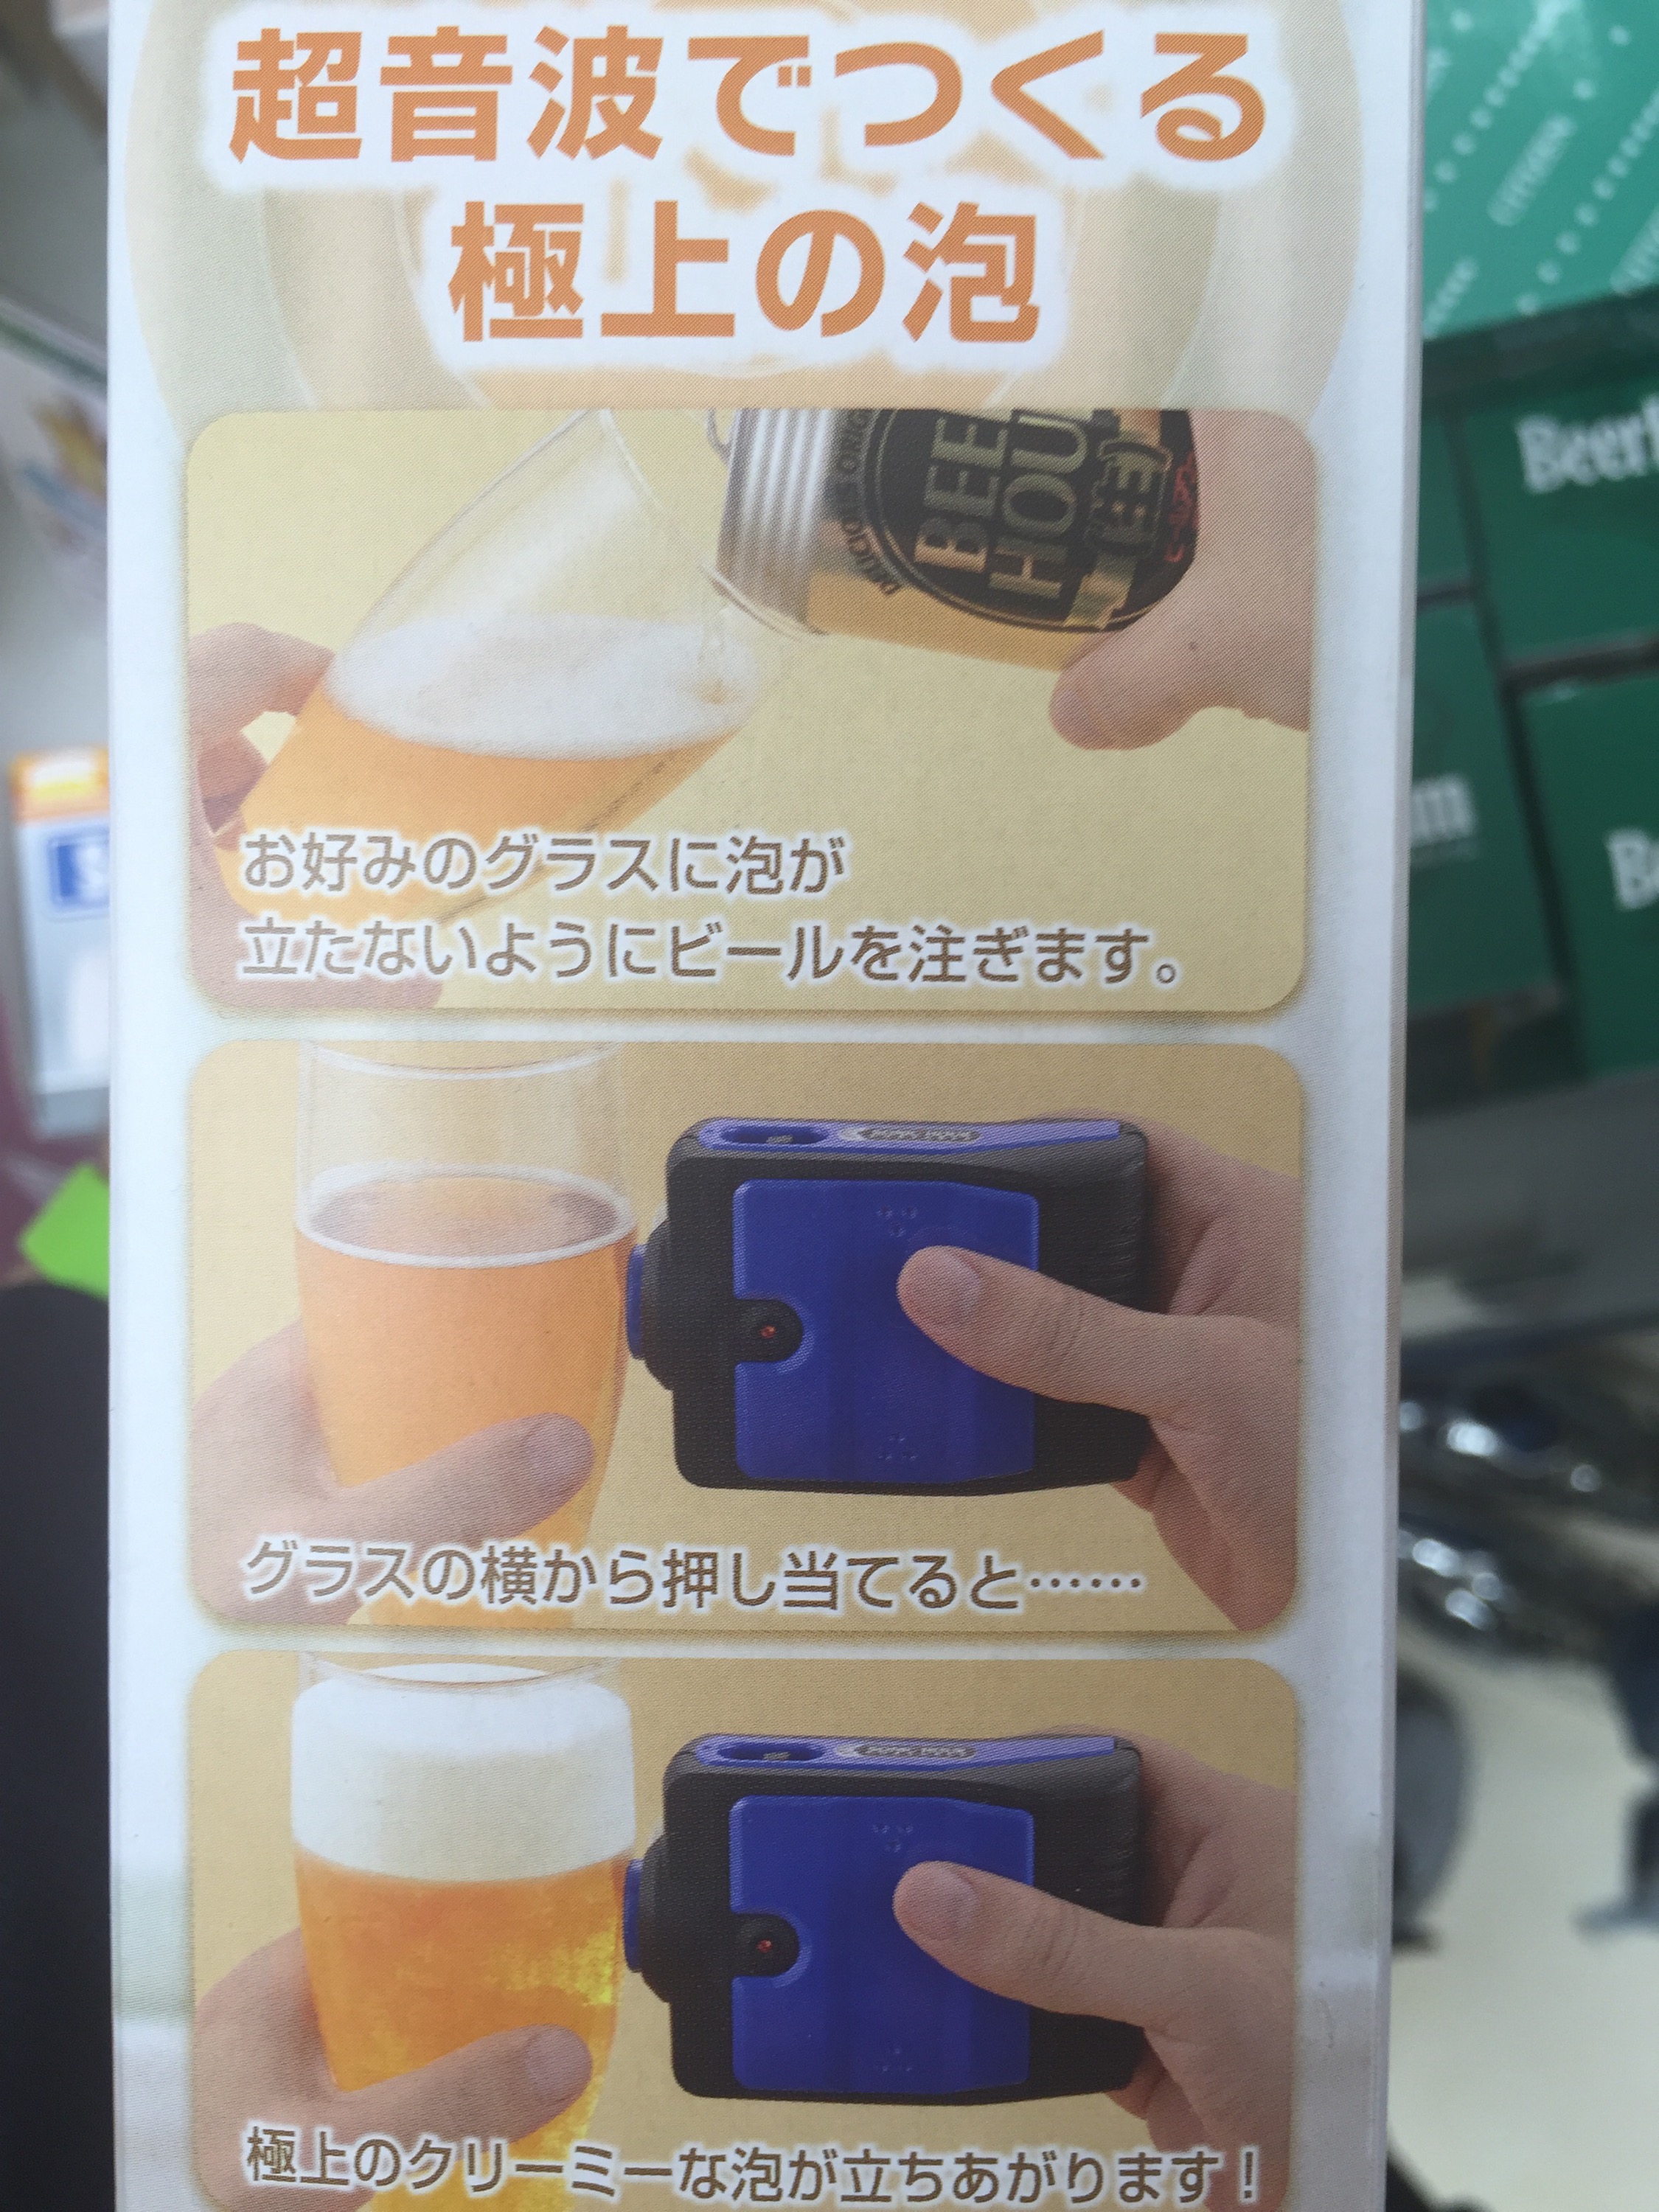 超音波でつくる
極上の泡
BEE
HOU
お好みのグラスに泡が
立たないようにビールを注ぎます。
グラスの横から押し当てると……
極上のクリーミーな泡が立ちあがります！
Beer